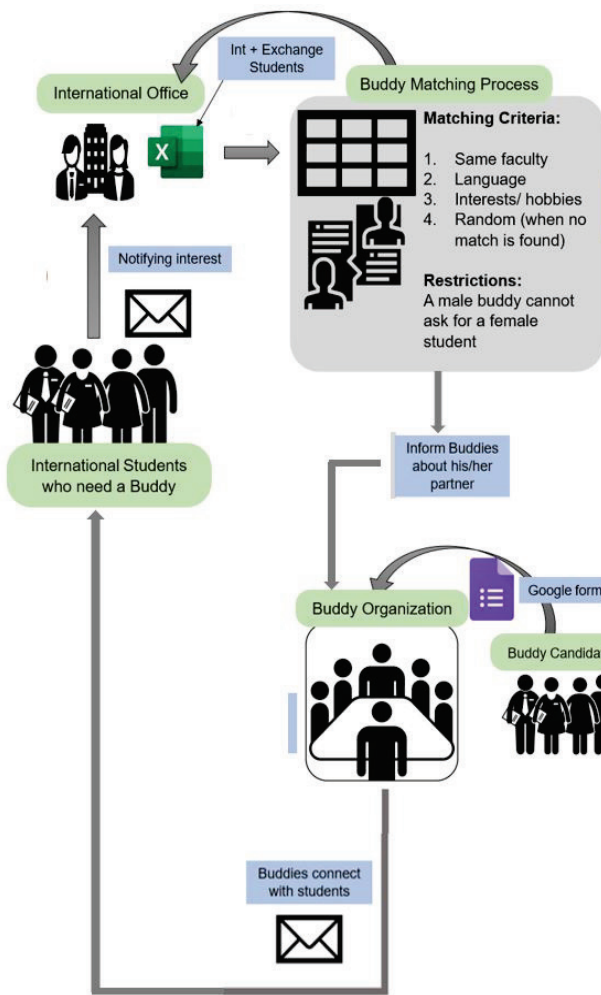 Int + Exchange
Students
International Office
Buddy Matching Process
X
Matching Criteria:
1. Same faculty
2. Language
3. Interests/ hobbies
4. Random (when no
match is found)
Restrictions:
A male buddy cannot
ask for a female
student
Notifying interest
International Students
who need a Buddy
Inform Buddies
about his/her
partner
Google form
Buddy Organization
Buddy Candida
Buddies connect
with students